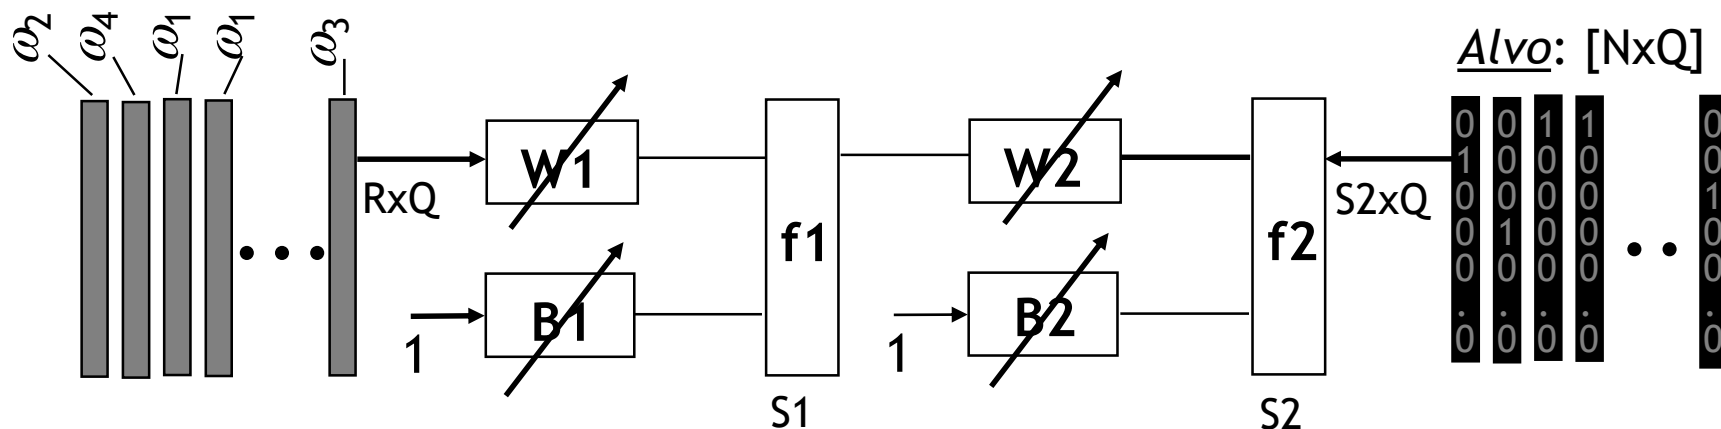 ω2 ω4 ω1 ω1 ω3
Alvo: [NxQ]
W1 W2
RxQ S2xQ
f1 f2
B1 B2
1 1
S1 S2
0 0 1 1 0
1 0 0 0 0
0 0 0 0 1
0 1 0 0 0
0 0 0 0 0
. . . . .
0 0 0 0 0